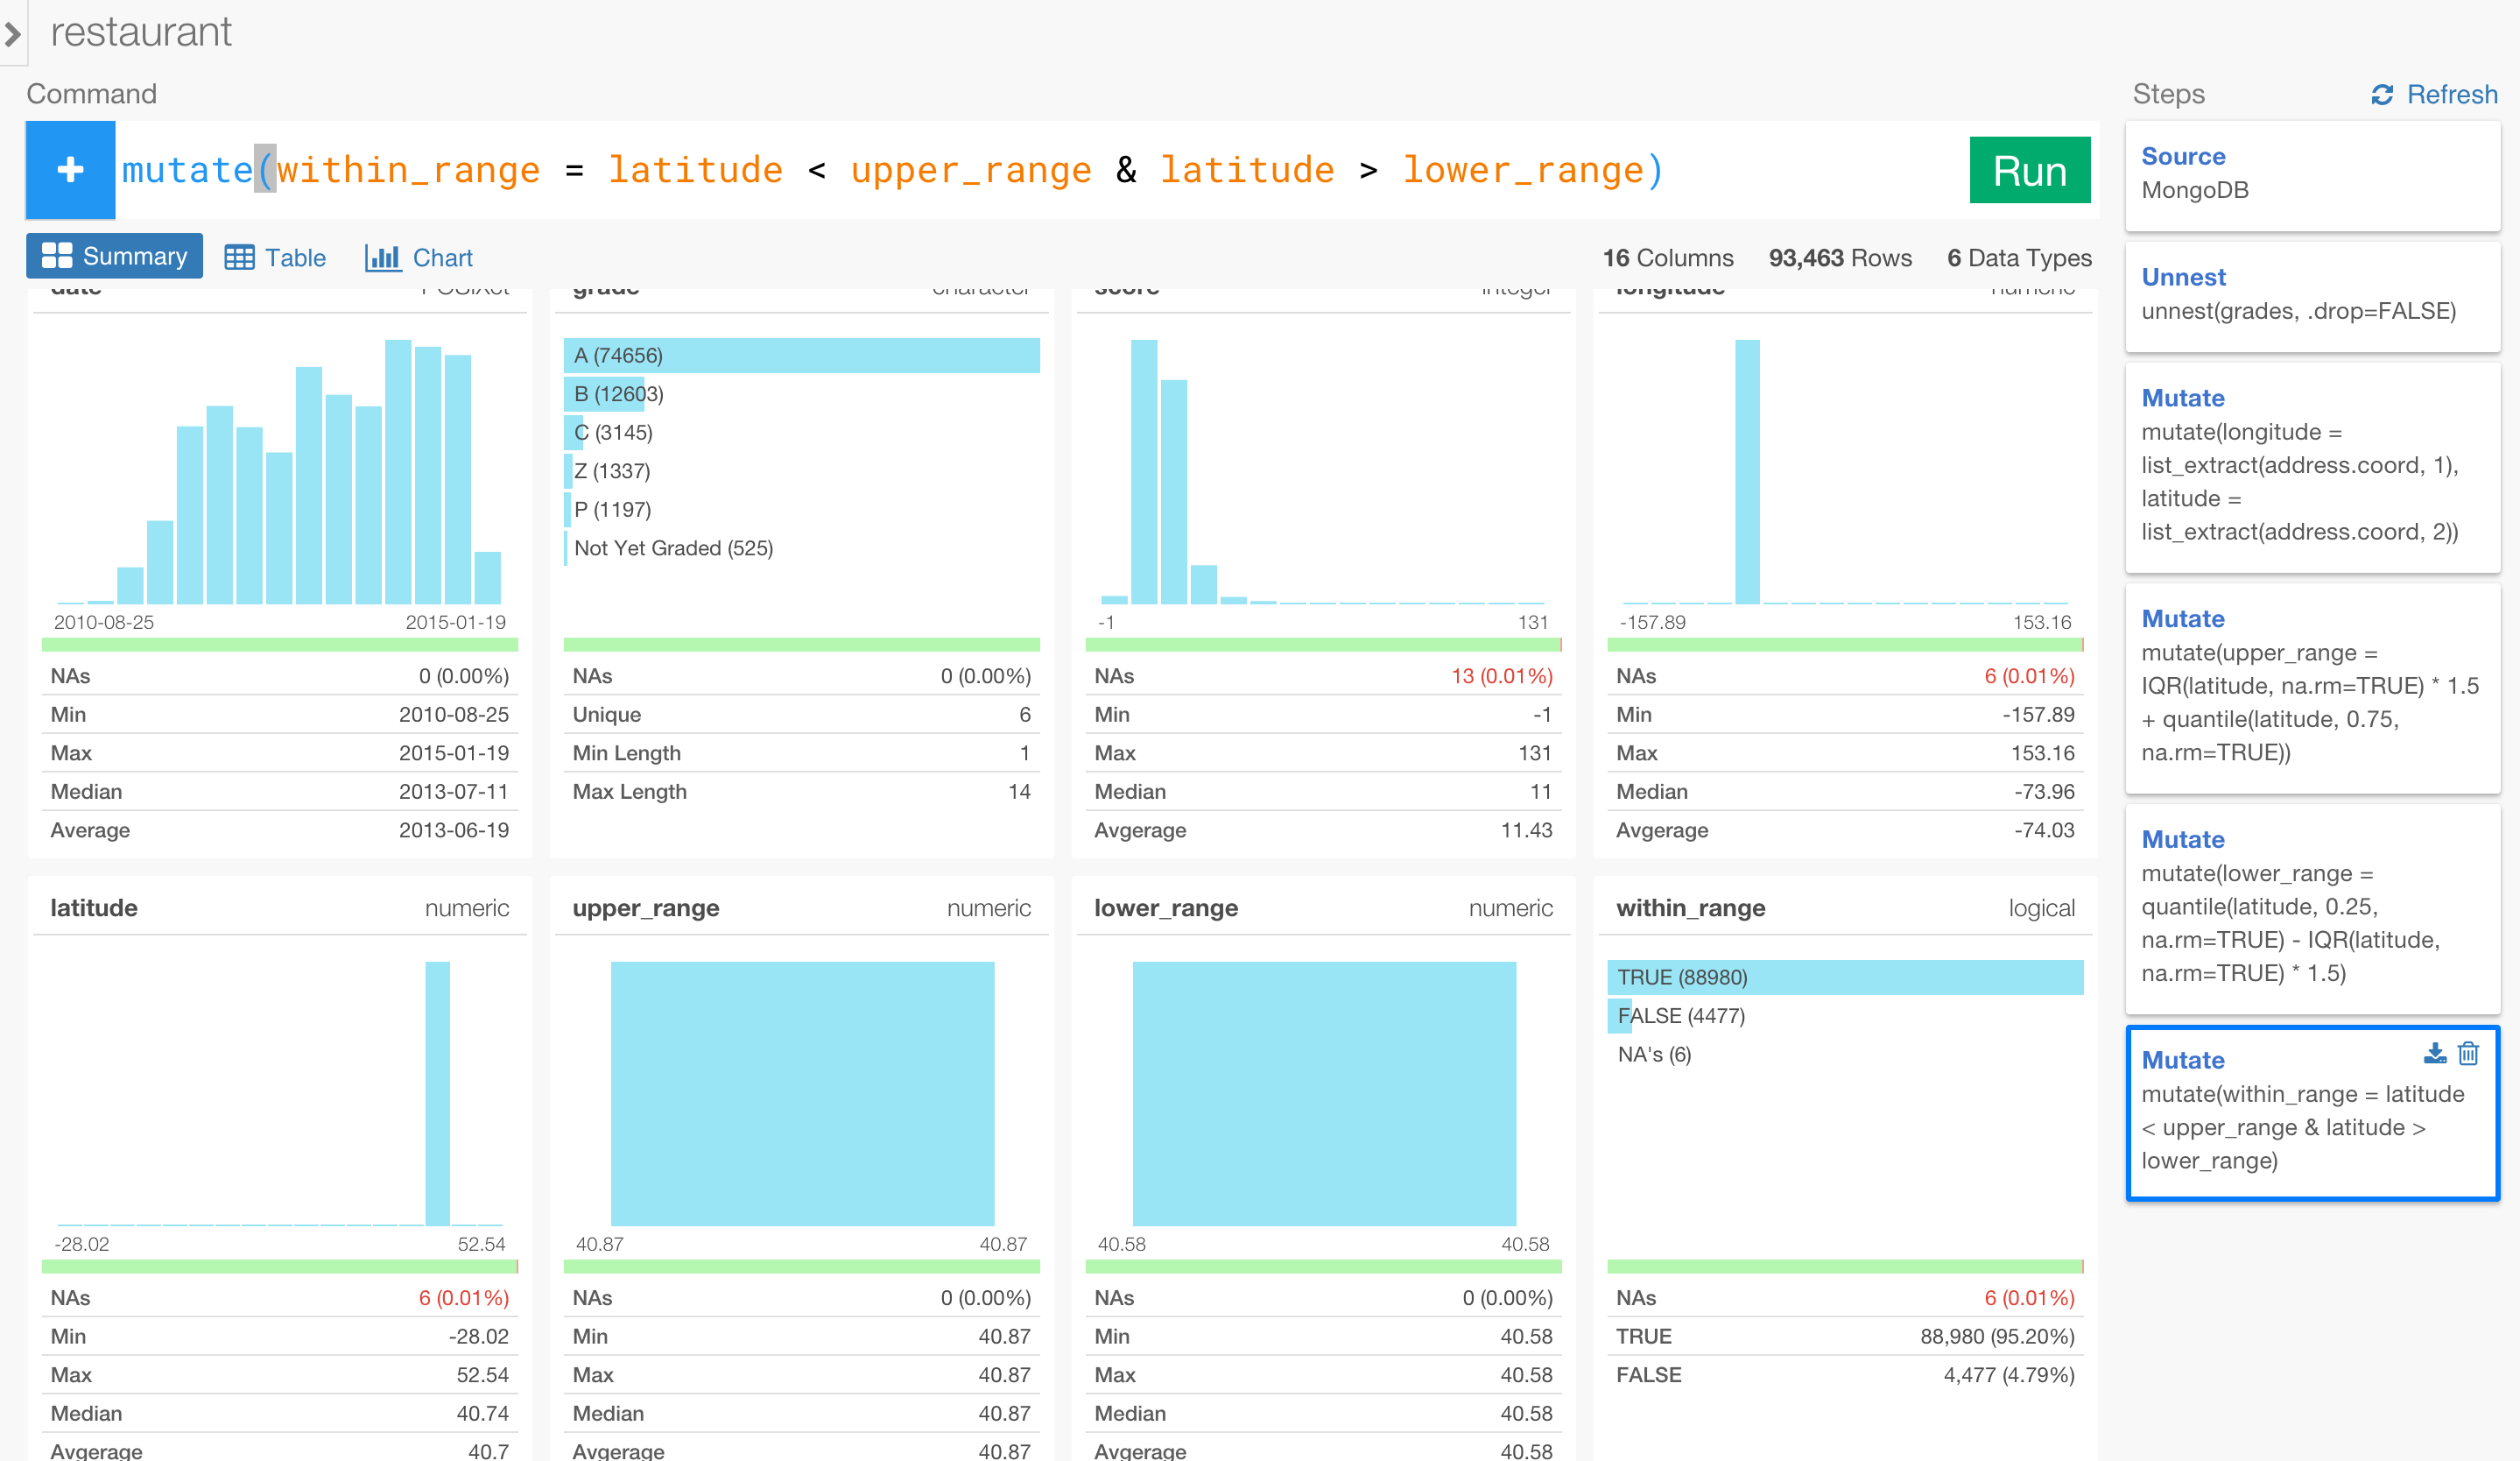 restaurant
Command
Steps
Refresh
mutate(within_range = latitude < upper_range & latitude > lower_range)
Run
Summary
Table
Chart
16 Columns
93,463 Rows
6 Data Types
date
POSIXct
grade
character
score
integer
longitude
numeric
2010-08-25
2015-01-19
NAs 0 (0.00%)
Min 2010-08-25
Max 2015-01-19
Median 2013-07-11
Average 2013-06-19
A (74656)
B (12603)
C (3145)
Z (1337)
P (1197)
Not Yet Graded (525)
NAs 0 (0.00%)
Unique 6
Min Length 1
Max Length 14
-1
131
NAs 13 (0.01%)
Min -1
Max 131
Median 11
Avgerage 11.43
-157.89
153.16
NAs 6 (0.01%)
Min -157.89
Max 153.16
Median -73.96
Avgerage -74.03
latitude
numeric
-28.02
52.54
NAs 6 (0.01%)
Min -28.02
Max 52.54
Median 40.74
Avgerage 40.7
upper_range
numeric
40.87
40.87
NAs 0 (0.00%)
Min 40.87
Max 40.87
Median 40.87
Avgerage 40.87
lower_range
numeric
40.58
40.58
NAs 0 (0.00%)
Min 40.58
Max 40.58
Median 40.58
Avgerage 40.58
within_range
logical
TRUE (88980)
FALSE (4477)
NA's (6)
NAs 6 (0.01%)
TRUE 88,980 (95.20%)
FALSE 4,477 (4.79%)
Source
MongoDB
Unnest
unnest(grades, .drop=FALSE)
Mutate
mutate(longitude =
list_extract(address.coord, 1),
latitude =
list_extract(address.coord, 2))
Mutate
mutate(upper_range =
IQR(latitude, na.rm=TRUE) * 1.5
+ quantile(latitude, 0.75,
na.rm=TRUE))
Mutate
mutate(lower_range =
quantile(latitude, 0.25,
na.rm=TRUE) - IQR(latitude,
na.rm=TRUE) * 1.5)
Mutate
mutate(within_range = latitude
< upper_range & latitude >
lower_range)